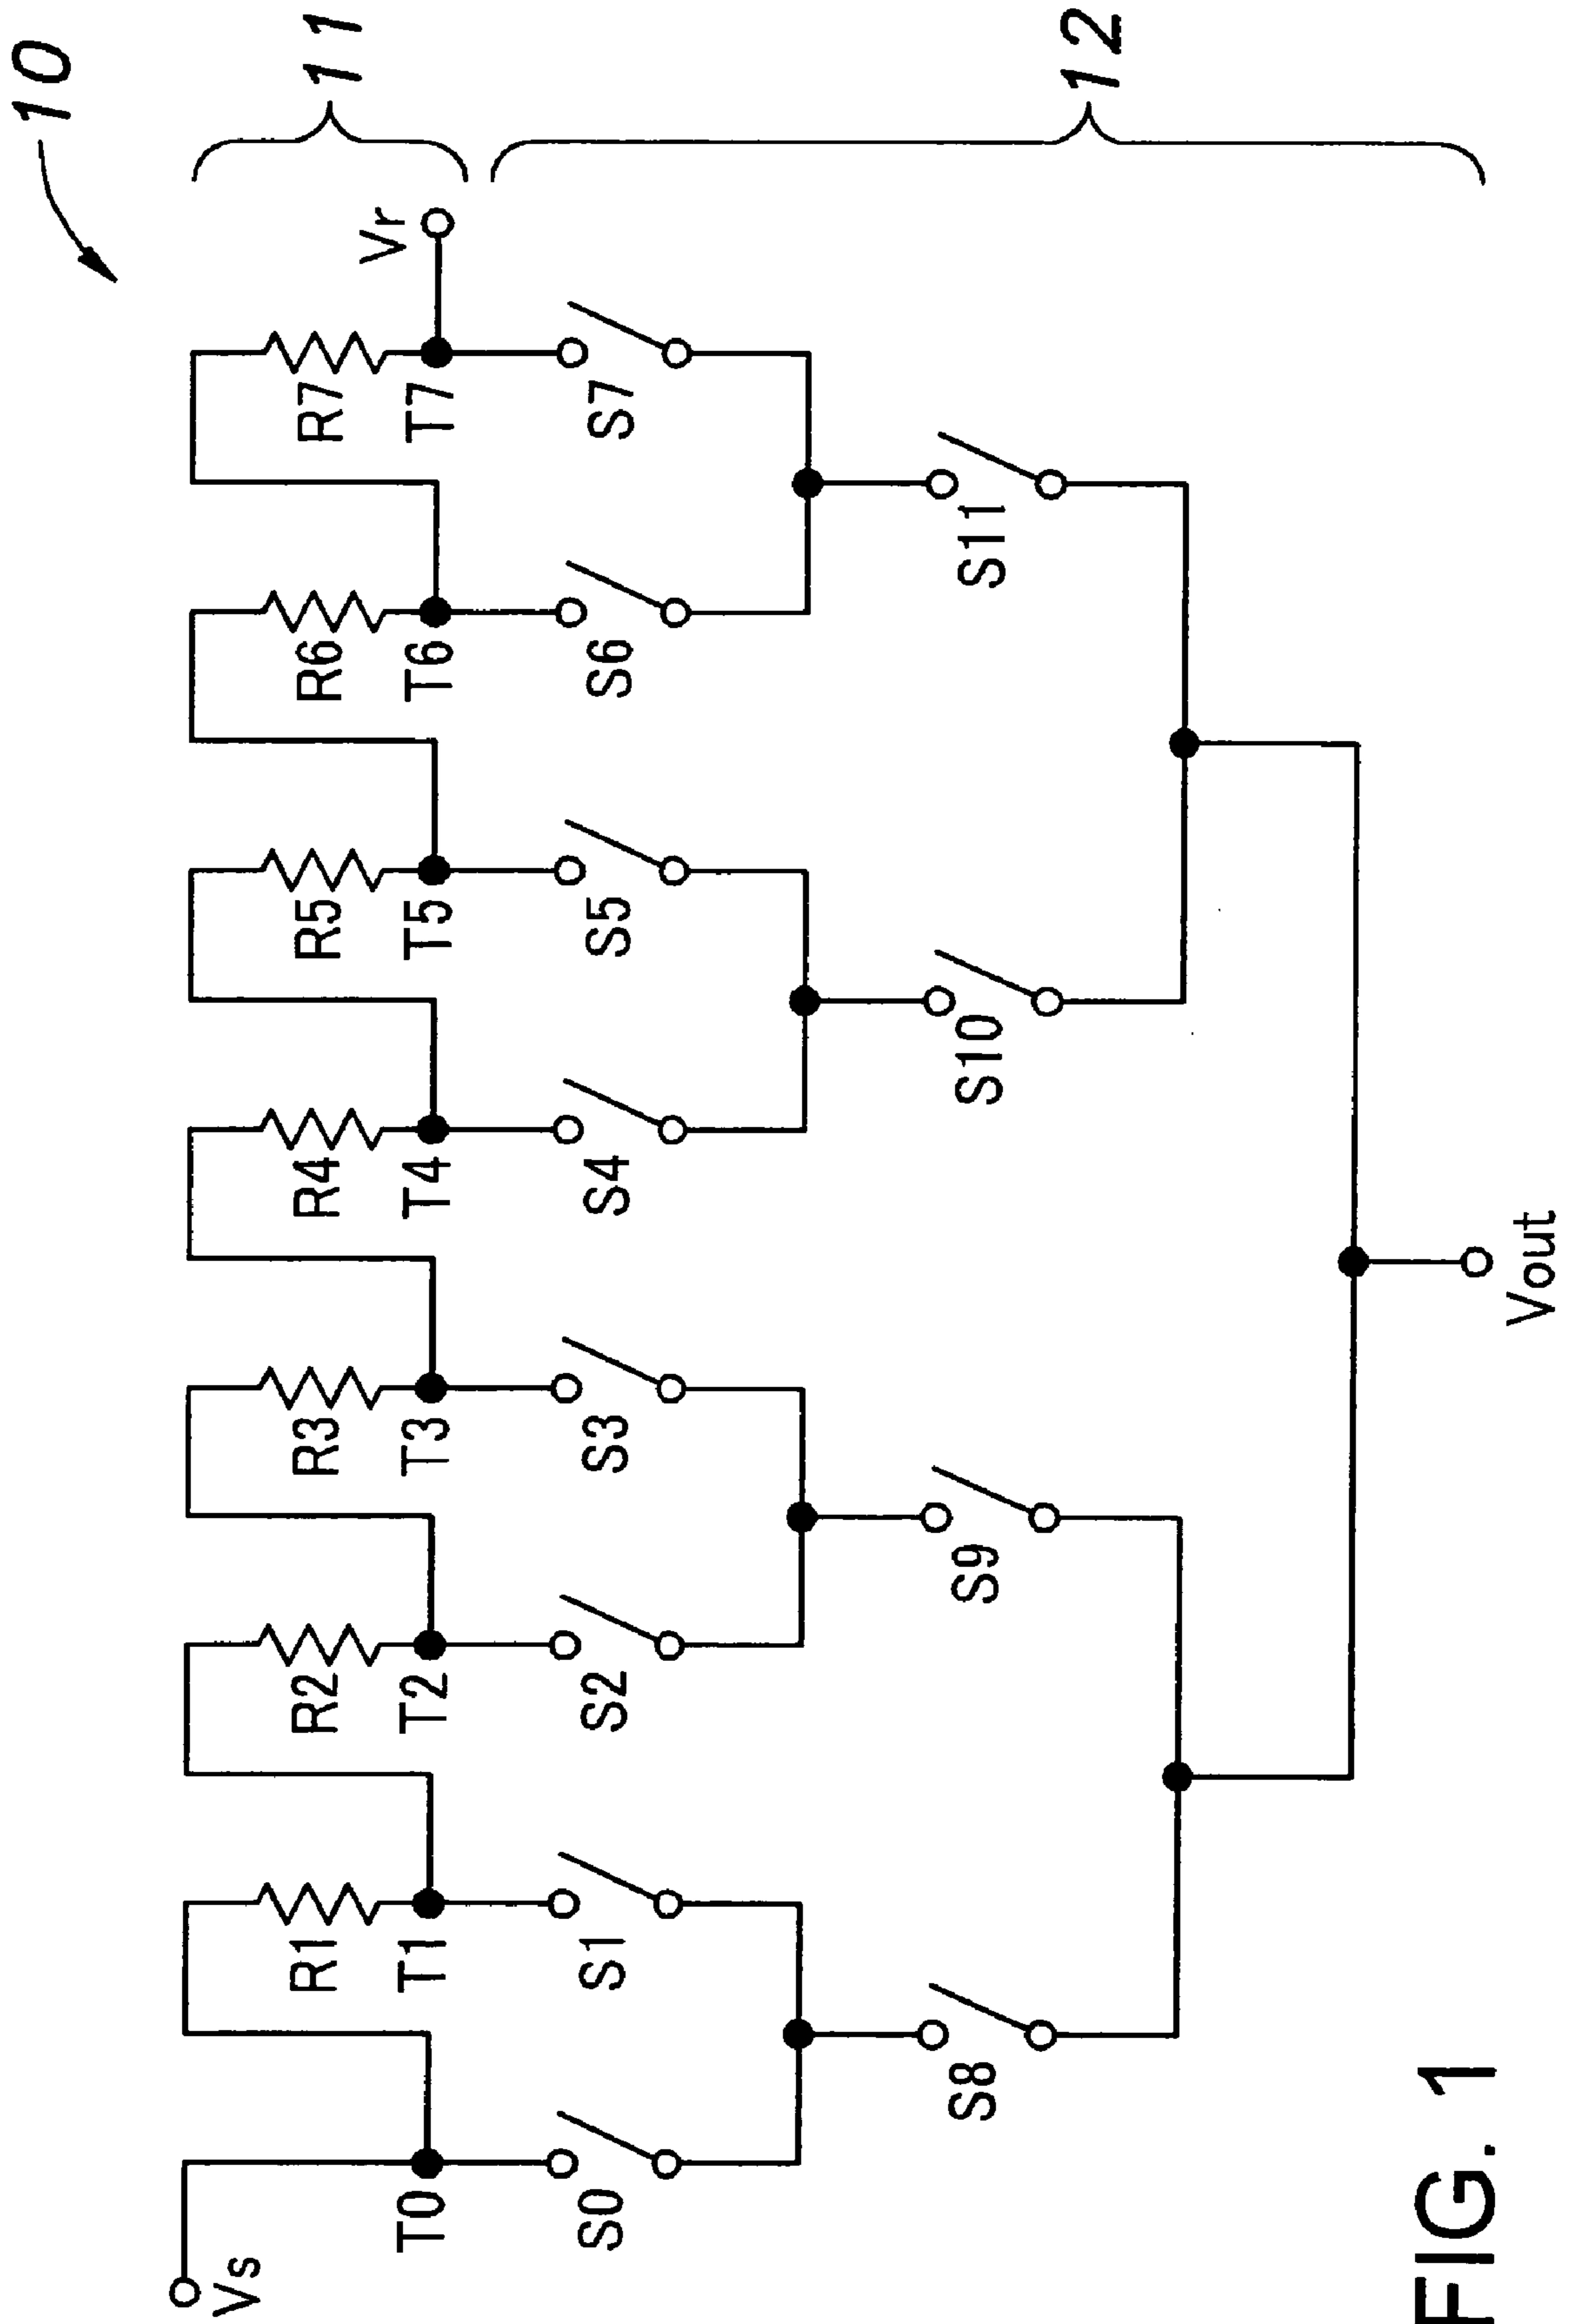 10
11
12
Vs
Vr
R1
R2
R3
R4
R5
R6
R7
T0
T1
T2
T3
T4
T5
T6
T7
S0
S1
S2
S3
S4
S5
S6
S7
S8
S9
S10
S11
Vout
FIG. 1